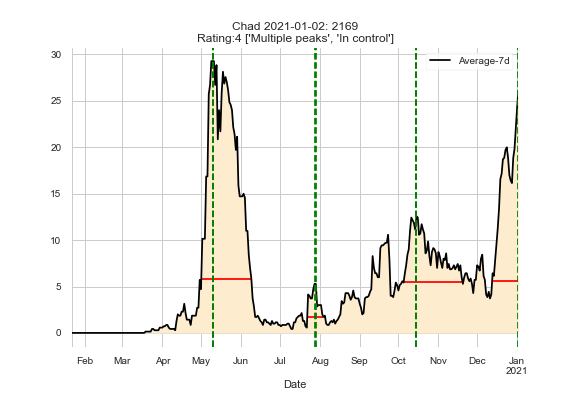 Chad 2021-01-02: 2169
Rating:4 ['Multiple peaks', 'In control']
Average-7d
30
25
20
15
10
5
0
Feb Mar Apr May Jun Jul Aug Sep Oct Nov Dec Jan
2021
Date